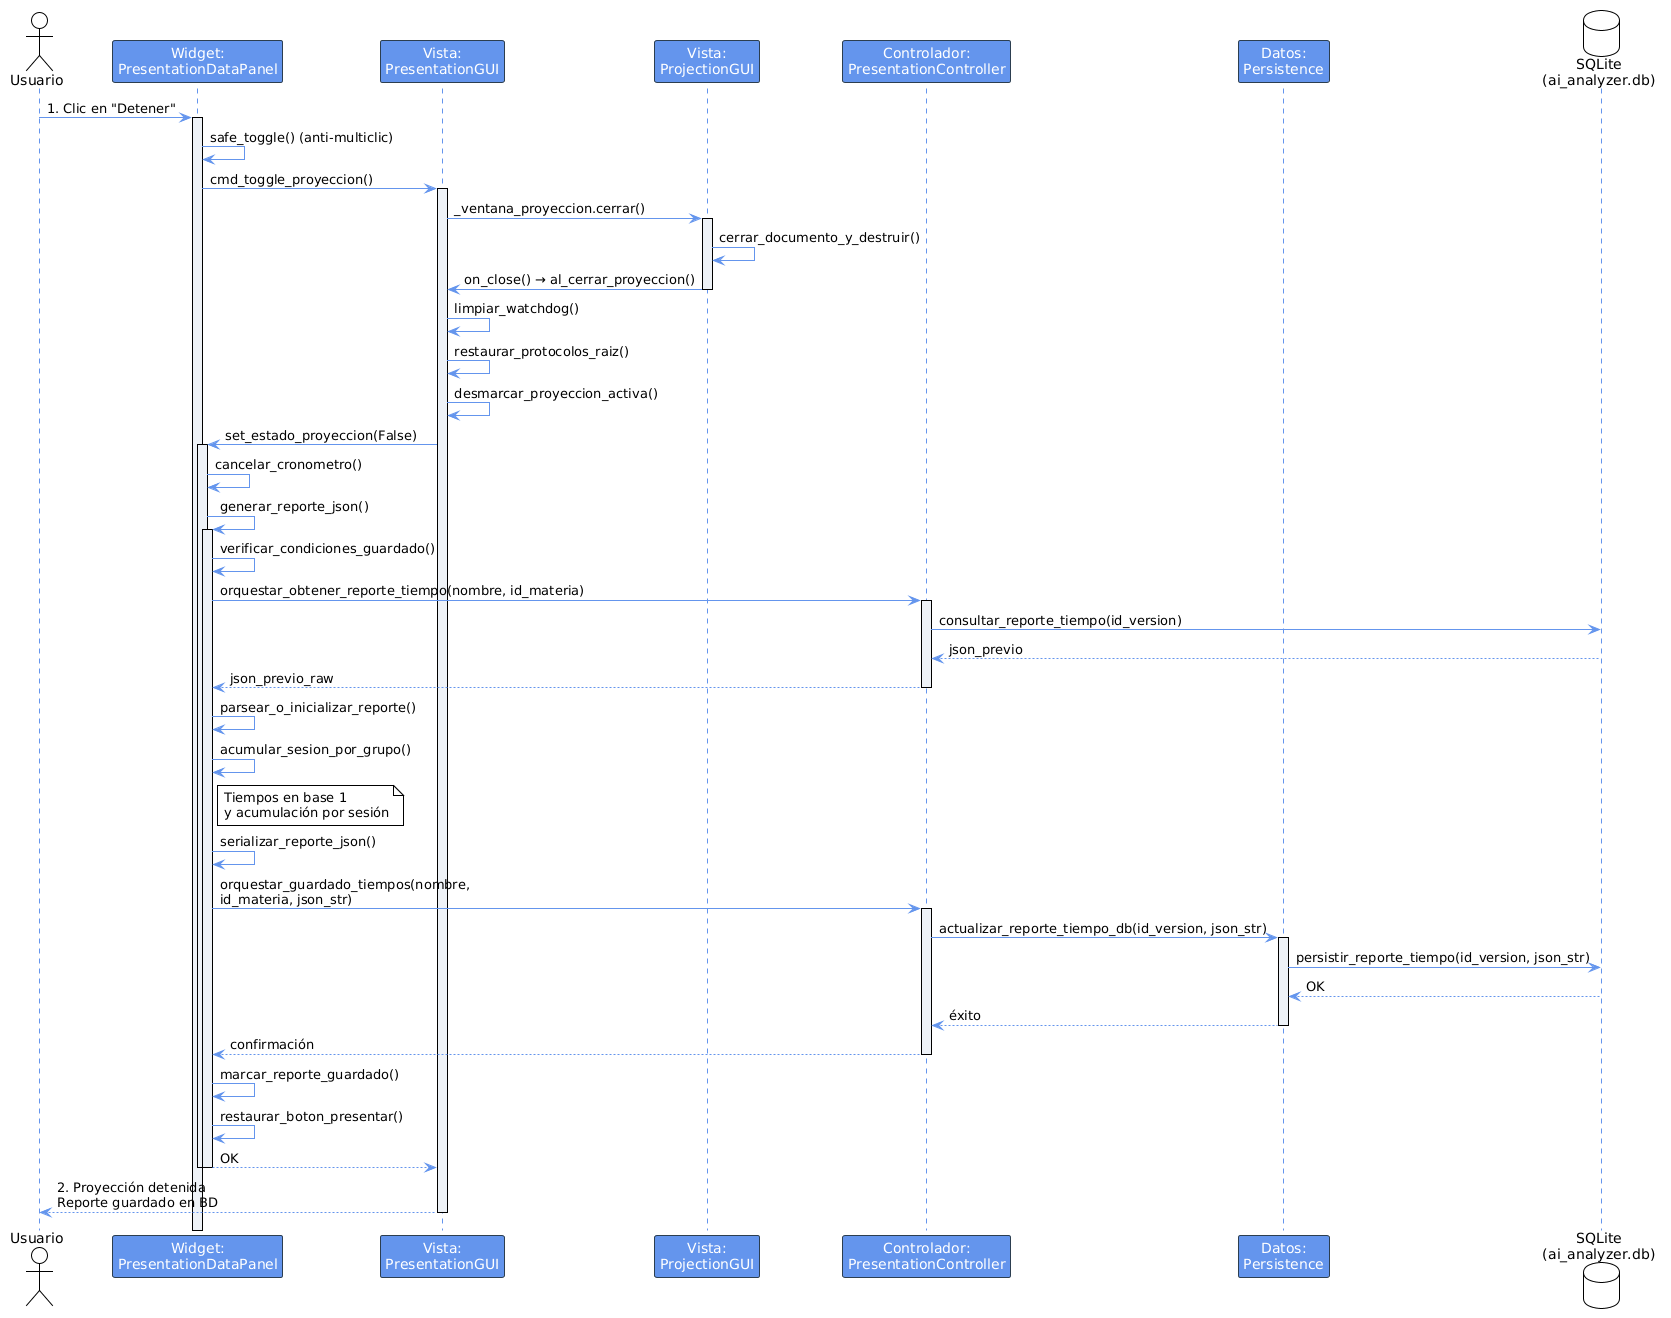 Usuario
Widget:
PresentationDataPanel
Vista:
PresentationGUI
Vista:
ProjectionGUI
Controlador:
PresentationController
Datos:
Persistence
SQLite
(ai_analyzer.db)
1. Clic en "Detener"
safe_toggle() (anti-multiclic)
cmd_toggle_proyeccion()
_ventana_proyeccion.cerrar()
cerrar_documento_y_destruir()
on_close() → al_cerrar_proyeccion()
limpiar_watchdog()
restaurar_protocolos_raiz()
desmarcar_proyeccion_activa()
set_estado_proyeccion(False)
cancelar_cronometro()
generar_reporte_json()
verificar_condiciones_guardado()
orquestar_obtener_reporte_tiempo(nombre, id_materia)
consultar_reporte_tiempo(id_version)
json_previo
json_previo_raw
parsear_o_inicializar_reporte()
acumular_sesion_por_grupo()
Tiempos en base 1
y acumulación por sesión
serializar_reporte_json()
orquestar_guardado_tiempos(nombre,
id_materia, json_str)
actualizar_reporte_tiempo_db(id_version, json_str)
persistir_reporte_tiempo(id_version, json_str)
OK
éxito
confirmación
marcar_reporte_guardado()
restaurar_boton_presentar()
OK
2. Proyección detenida
Reporte guardado en BD
Usuario
Widget:
PresentationDataPanel
Vista:
PresentationGUI
Vista:
ProjectionGUI
Controlador:
PresentationController
Datos:
Persistence
SQLite
(ai_analyzer.db)